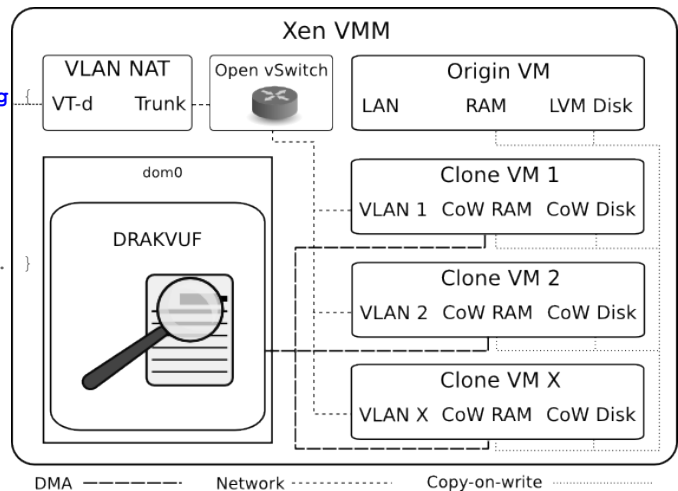 Xen VMM
VLAN NAT
VT-d Trunk
Open vSwitch
Origin VM
LAN RAM LVM Disk
g {
dom0
DRAKVUF
Clone VM 1
VLAN 1 CoW RAM CoW Disk
. }
Clone VM 2
VLAN 2 CoW RAM CoW Disk
Clone VM X
VLAN X CoW RAM CoW Disk
DMA Network Copy-on-write